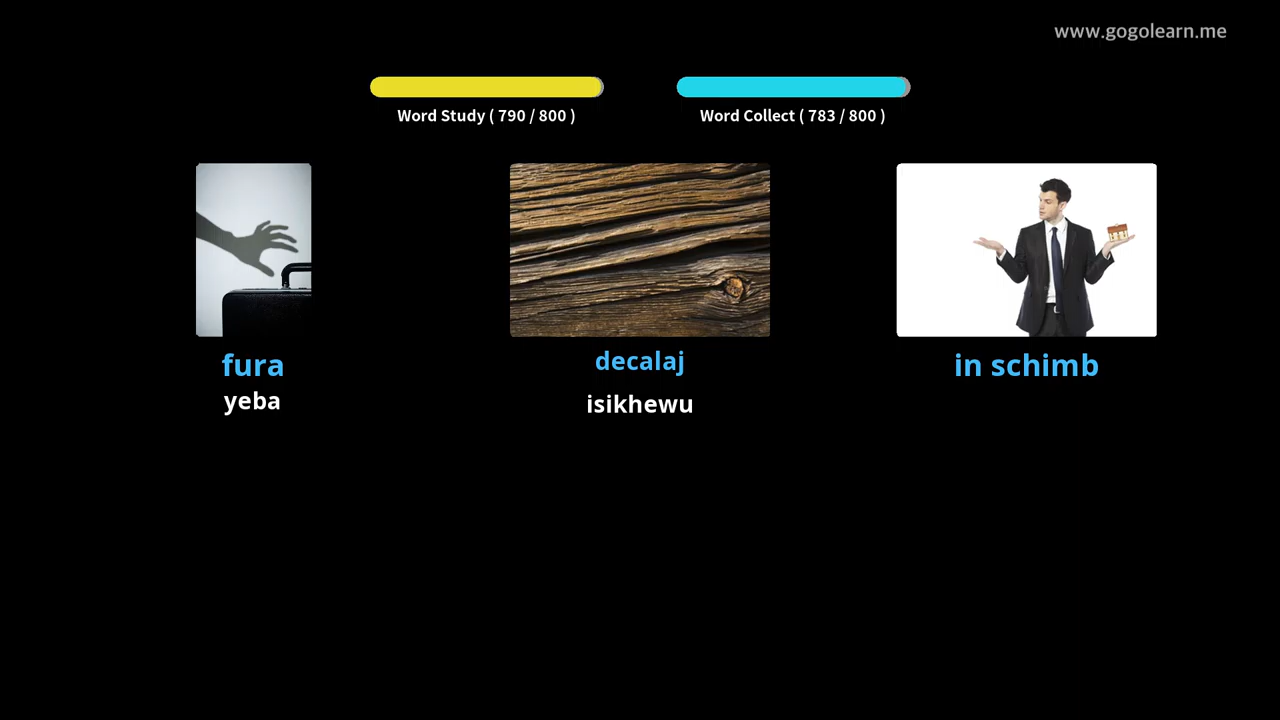 www.gogolearn.me
Word Study ( 790 / 800 )
Word Collect ( 783 / 800 )
fura
yeba
decalaj
isikhewu
in schimb